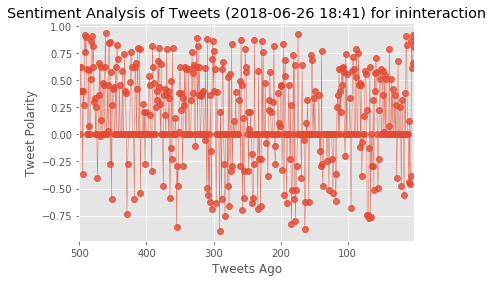 Sentiment Analysis of Tweets (2018-06-26 18:41) for ininteraction
1.00
0.75
0.50
0.25
0.00
−0.25
−0.50
−0.75
Tweet Polarity
500 400 300 200 100
Tweets Ago